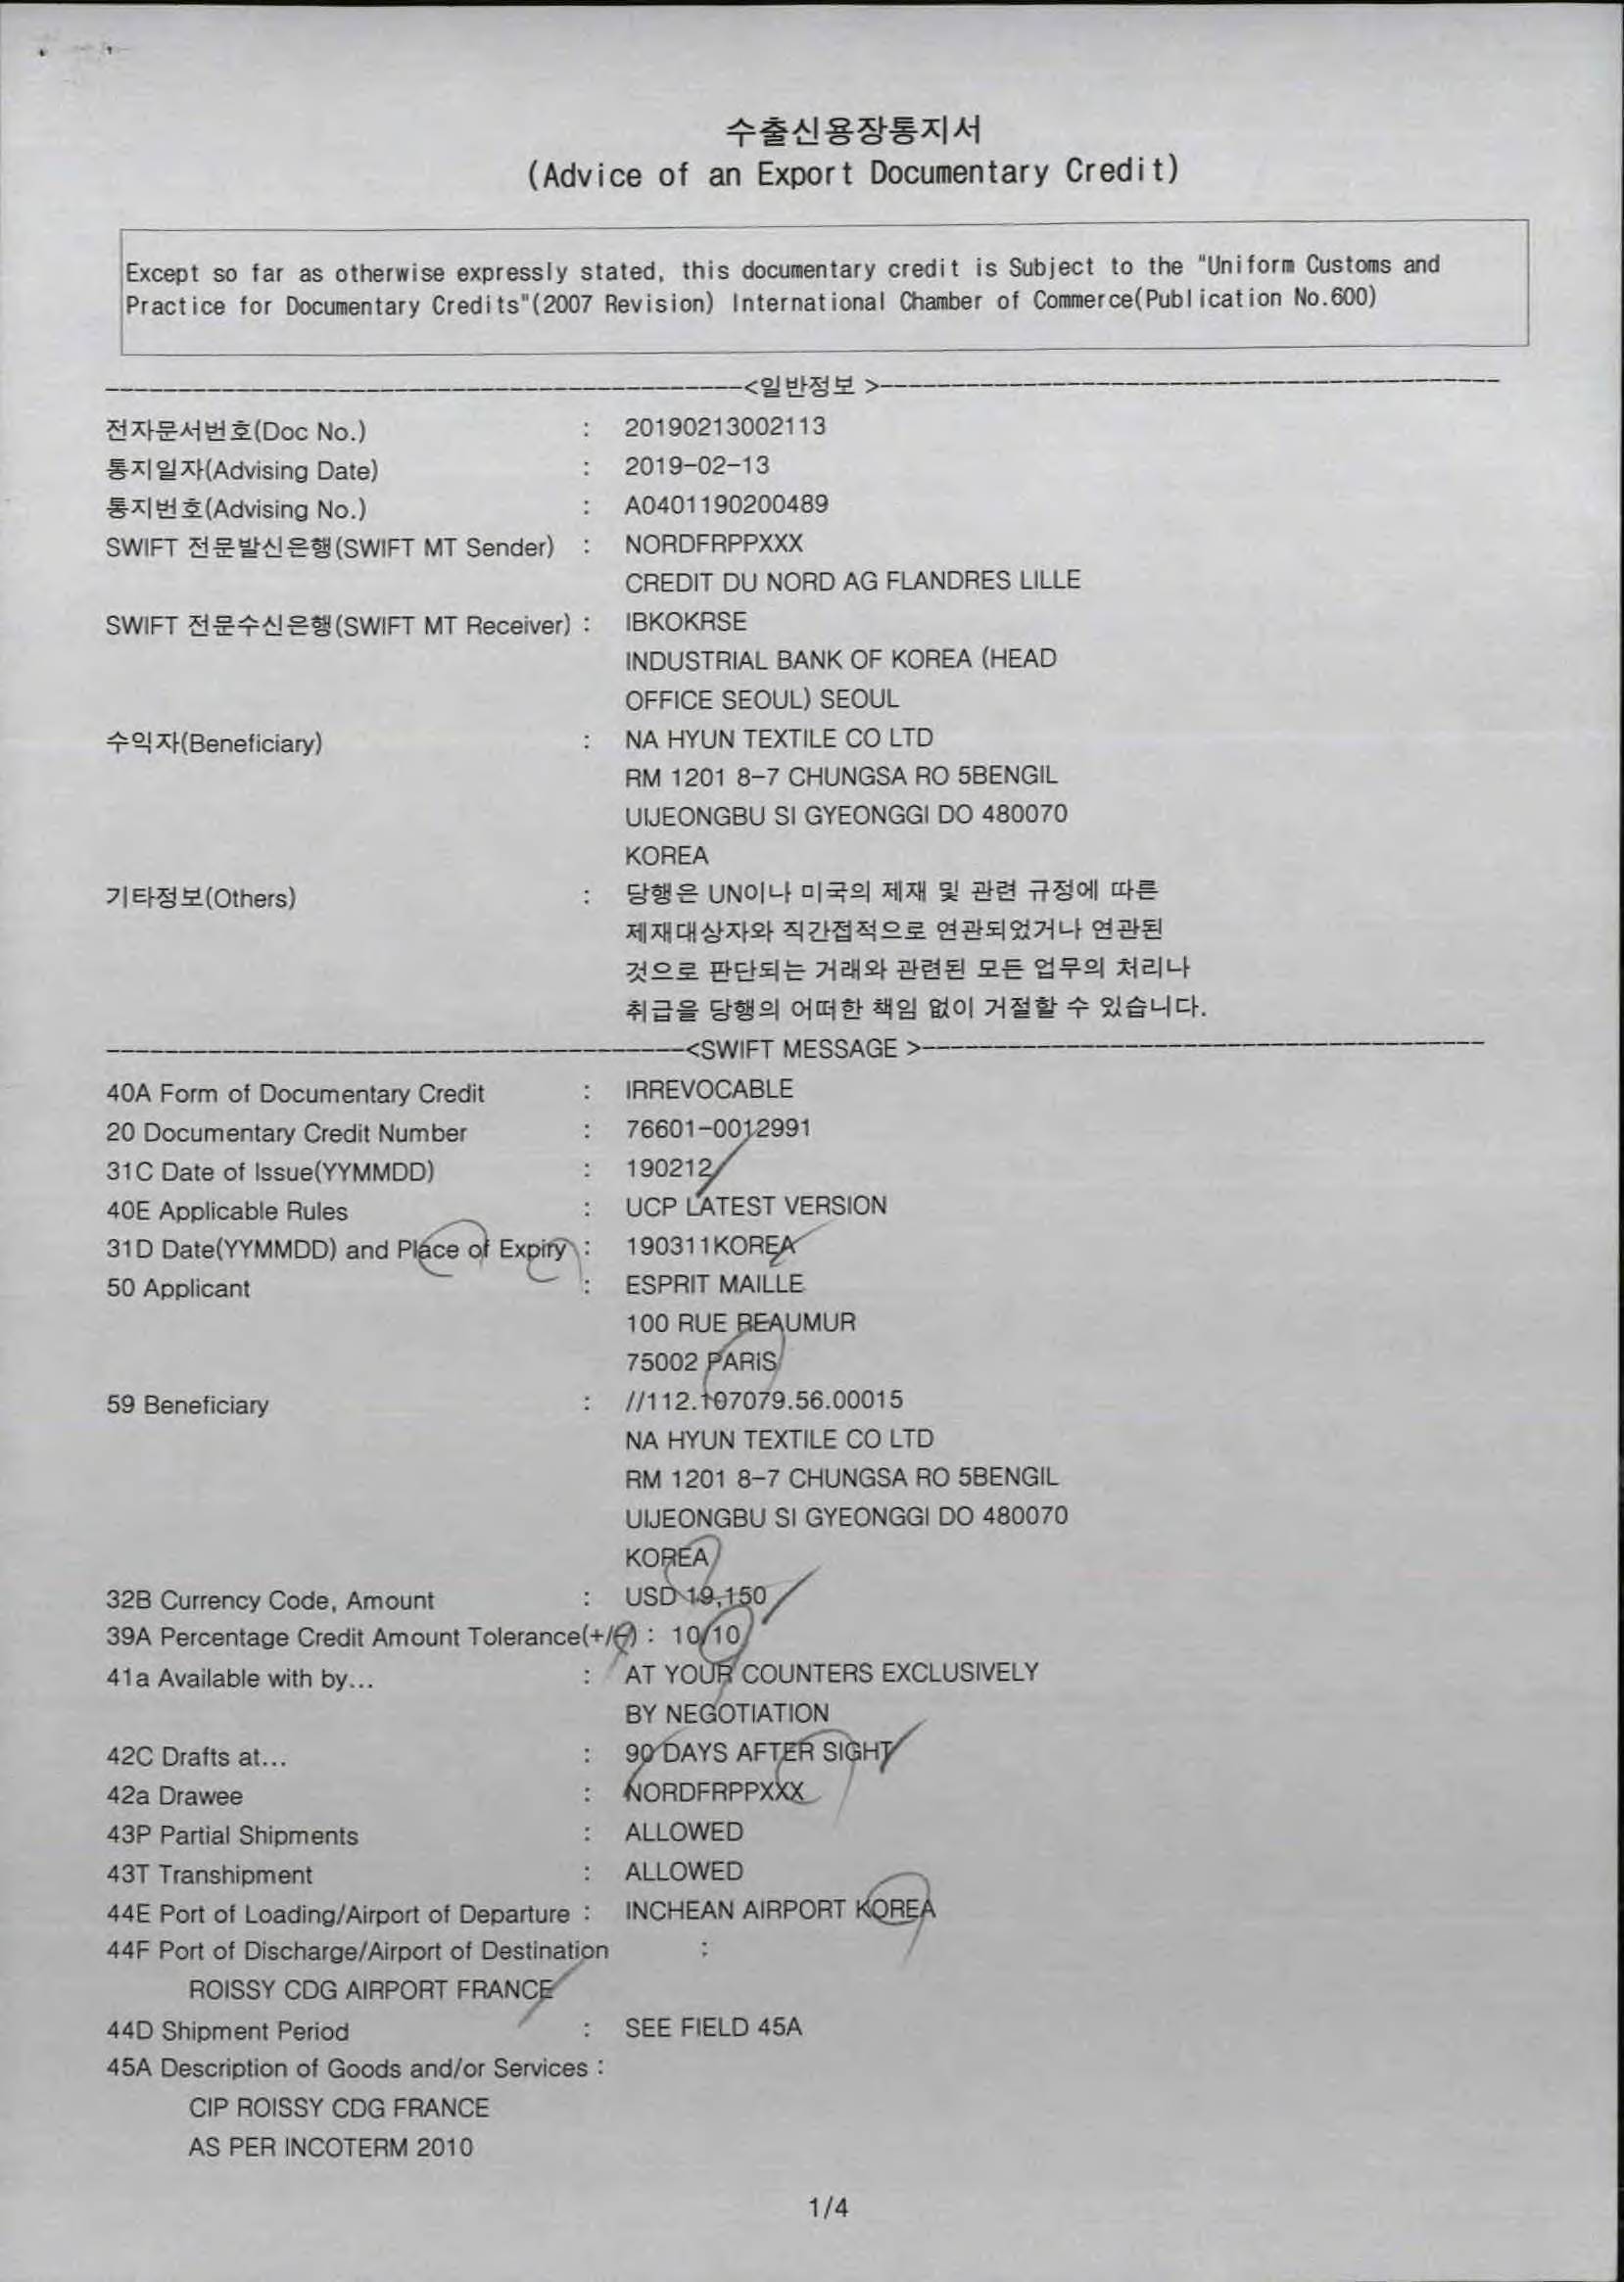 수출신용장통지서
(Advice of an Export Documentary Credit)
Except so far as otherwise expressly stated, this documentary credit is Subject to the "Uniform Customs and
Practice for Documentary Credits"(2007 Revision) International Chamber of Commerce(Publication No.600)
<일반정보 >
전자문서번호(Doc No.) : 20190213002113
통지일자(Advising Date) : 2019-02-13
통지번호(Advising No.) : A0401190200489
SWIFT 전문발신은행(SWIFT MT Sender) : NORDFRPPXXX
CREDIT DU NORD AG FLANDRES LILLE
SWIFT 전문수신은행(SWIFT MT Receiver) : IBKOKRSE
INDUSTRIAL BANK OF KOREA (HEAD
OFFICE SEOUL) SEOUL
수익자(Beneficiary) : NA HYUN TEXTILE CO LTD
RM 1201 8-7 CHUNGSA RO 5BENGIL
UIJEONGBU SI GYEONGGI DO 480070
KOREA
기타정보(Others) : 당행은 UN이나 미국의 제재 및 관련 규정에 따른
제재대상자와 직간접적으로 연관되었거나 연관된
것으로 판단되는 거래와 관련된 모든 업무의 처리나
취급을 당행의 어떠한 책임 없이 거절할 수 있습니다.
<SWIFT MESSAGE >
40A Form of Documentary Credit : IRREVOCABLE
20 Documentary Credit Number : 76601-0012991
31C Date of Issue(YYMMDD) : 190212
40E Applicable Rules : UCP LATEST VERSION
31D Date(YYMMDD) and Place of Expiry : 190311KOREA
50 Applicant : ESPRIT MAILLE
100 RUE REAUMUR
75002 PARIS
59 Beneficiary : //112.107079.56.00015
NA HYUN TEXTILE CO LTD
RM 1201 8-7 CHUNGSA RO 5BENGIL
UIJEONGBU SI GYEONGGI DO 480070
KOREA
32B Currency Code, Amount : USD 19,150
39A Percentage Credit Amount Tolerance(+/-) : 10/10
41a Available with by... : AT YOUR COUNTERS EXCLUSIVELY
BY NEGOTIATION
42C Drafts at... : 90 DAYS AFTER SIGHT
42a Drawee : NORDFRPPXXX
43P Partial Shipments : ALLOWED
43T Transhipment : ALLOWED
44E Port of Loading/Airport of Departure : INCHEAN AIRPORT KOREA
44F Port of Discharge/Airport of Destination :
ROISSY CDG AIRPORT FRANCE
44D Shipment Period : SEE FIELD 45A
45A Description of Goods and/or Services :
CIP ROISSY CDG FRANCE
AS PER INCOTERM 2010
1/4